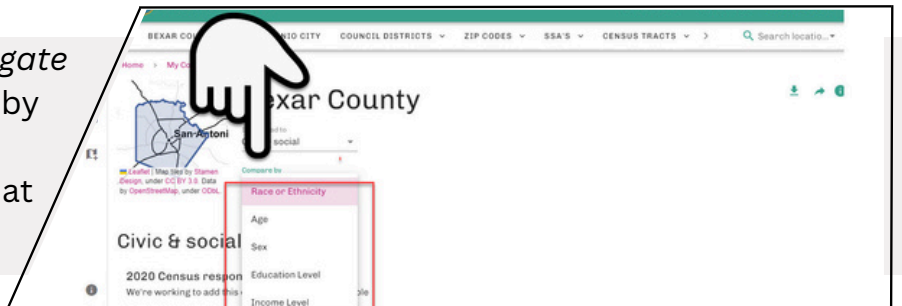 gate
by
at
BEXAR COU
NIO CITY
COUNCIL DISTRICTS
ZIP CODES
SSA'S
CENSUS TRACTS
Search locatio...
Home > My Co
exar County
San Antoni
social
Leaflet | Map tiles by Stamen
Design, under CC BY 3.0. Data
by OpenStreetMap, under ODbL.
Compare by
Race or Ethnicity
Age
Sex
Education Level
Income Level
Civic & social
2020 Census respon
We're working to add this
ple